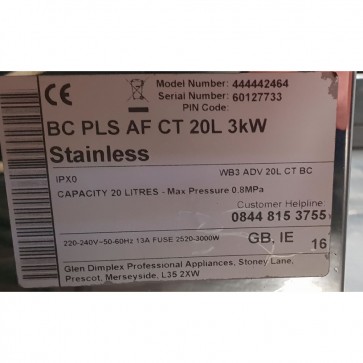 CE
Model Number: 444442464
Serial Number: 60127733
PIN Code:
BC PLS AF CT 20L 3kW
Stainless
IPX0
WB3 ADV 20L CT BC
CAPACITY 20 LITRES - Max Pressure 0.8MPa
Customer Helpline
0844 815 3755
220-240V~50-60Hz 13A FUSE 2520-3000W
GB, IE
16
Glen Dimplex Professional Appliances, Stoney Lane,
Prescot, Merseyside, L35 2XW